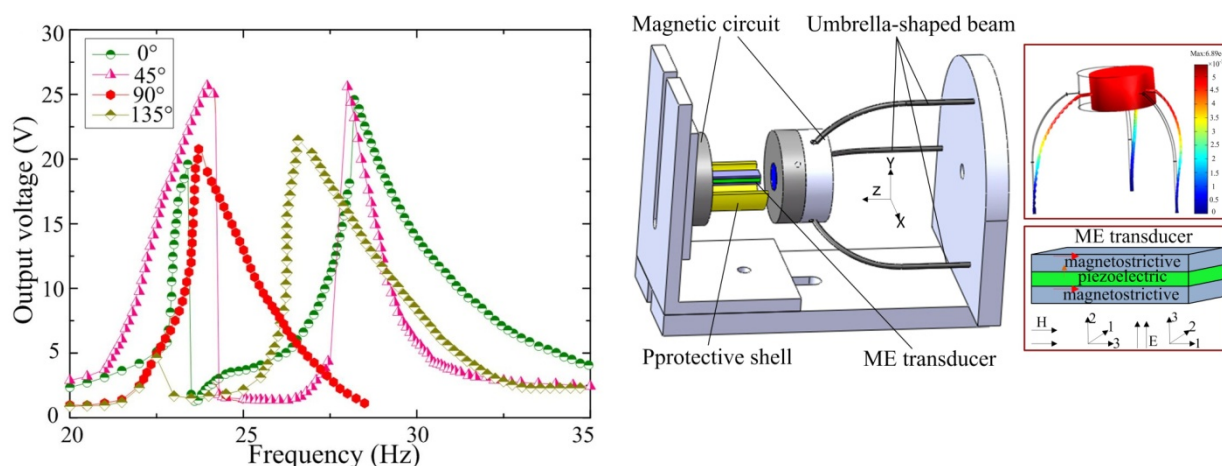 30
25
20
15
10
5
0
Output voltage (V)
0°
45°
90°
135°
20
25
30
35
Frequency (Hz)
Magnetic circuit
Umbrella-shaped beam
Y
Z
X
Pprotective shell
ME transducer
5
4.5
4
3.5
3
2.5
2
1.5
1
0.5
0
ME transducer
magnetostrictive
piezoelectric
magnetostrictive
H
2
1
3
E
3
2
1